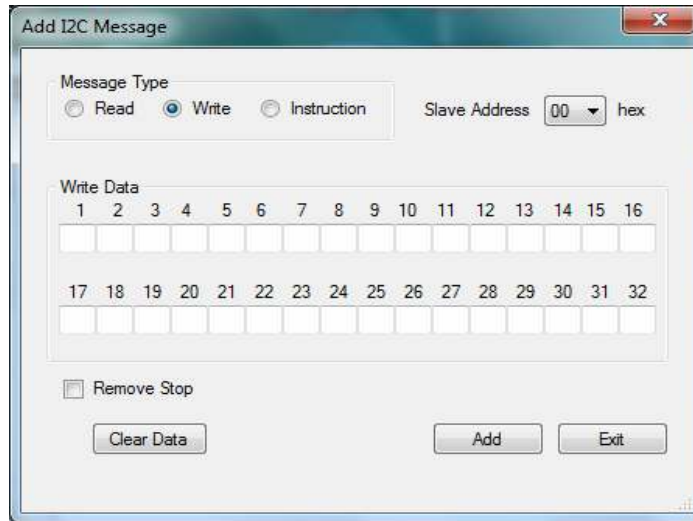 Add I2C Message
Message Type
Read Write Instruction
Slave Address 00 hex
Write Data
1 2 3 4 5 6 7 8 9 10 11 12 13 14 15 16
17 18 19 20 21 22 23 24 25 26 27 28 29 30 31 32
Remove Stop
Clear Data Add Exit